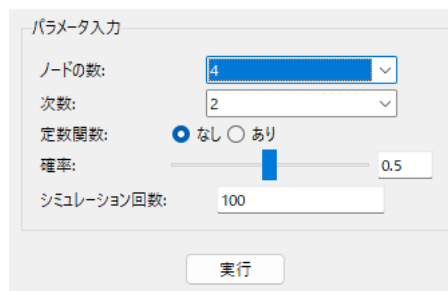 パラメータ入力
ノードの数: 4
次数: 2
定数関数: なし あり
確率: 0.5
シミュレーション回数: 100
実行